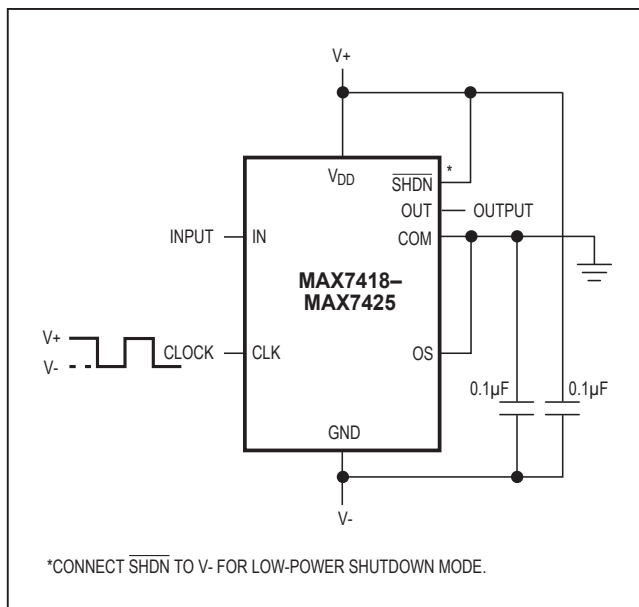 V+
VDD
SHDN
*
OUT
OUTPUT
INPUT
IN
COM
MAX7418–
MAX7425
V+
V-
CLOCK
CLK
OS
0.1µF
0.1µF
GND
V-
*CONNECT SHDN TO V- FOR LOW-POWER SHUTDOWN MODE.